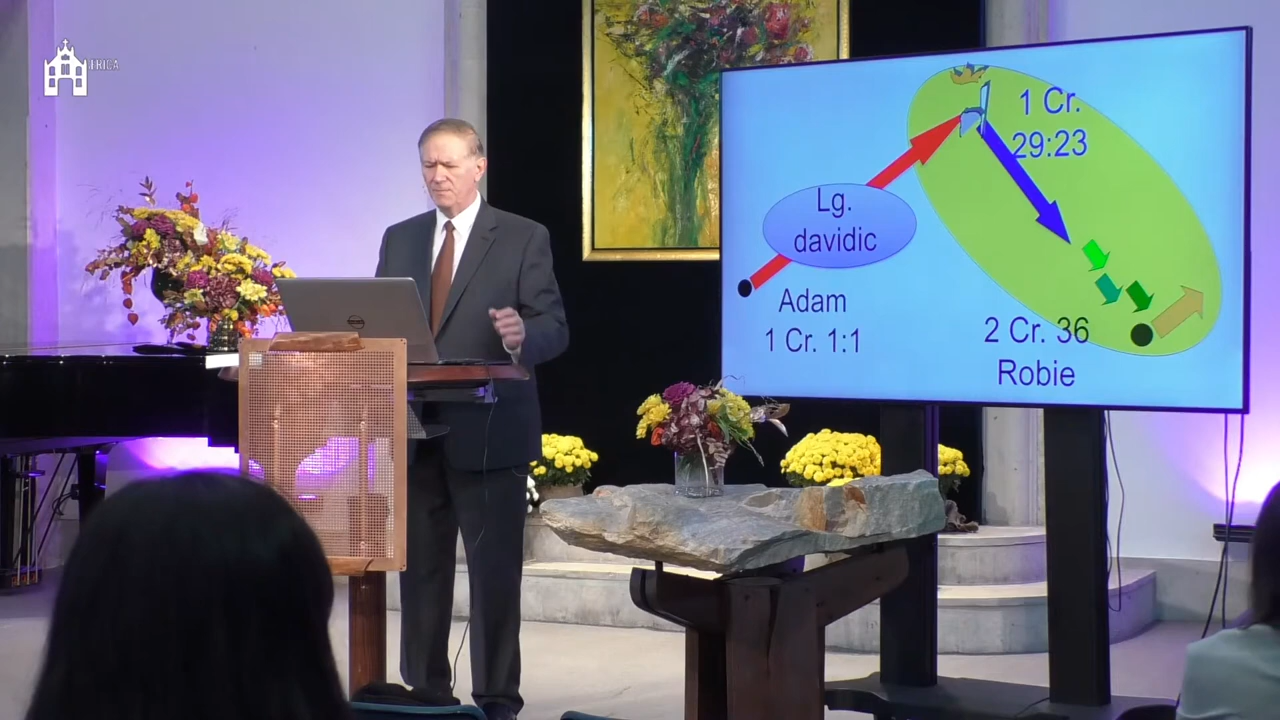 1 Cr.
29:23
Lg.
davidic
Adam
1 Cr. 1:1
2 Cr. 36
Robie